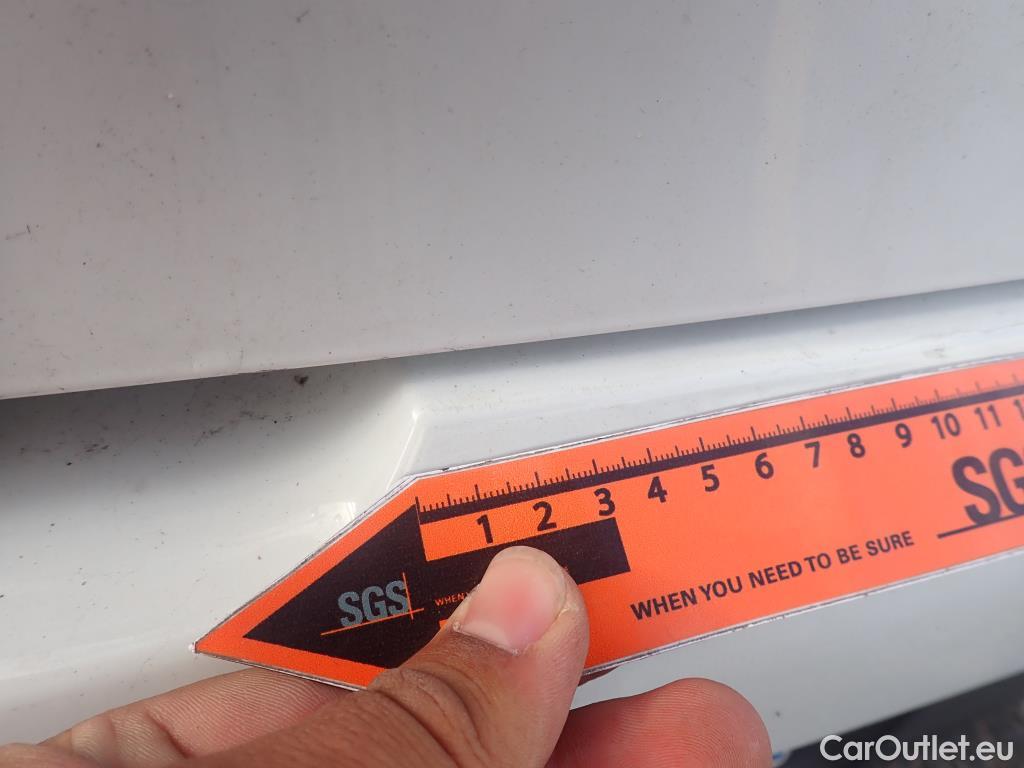 1 2 3 4 5 6 7 8 9 10 11
SGS
WHEN
SG
WHEN YOU NEED TO BE SURE
CarOutlet.eu